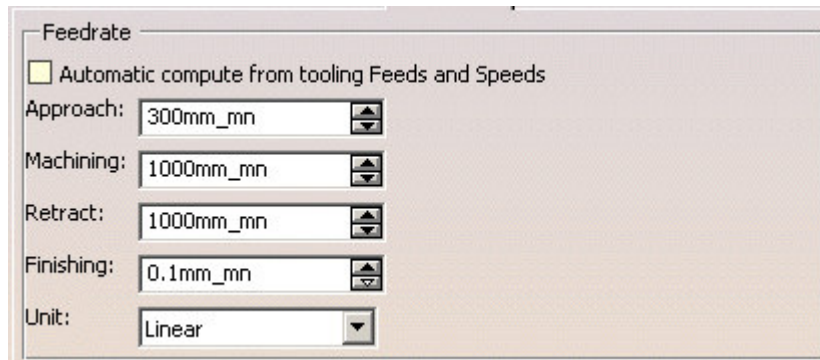 Feedrate
Automatic compute from tooling Feeds and Speeds
Approach: 300mm_mn
Machining: 1000mm_mn
Retract: 1000mm_mn
Finishing: 0.1mm_mn
Unit: Linear